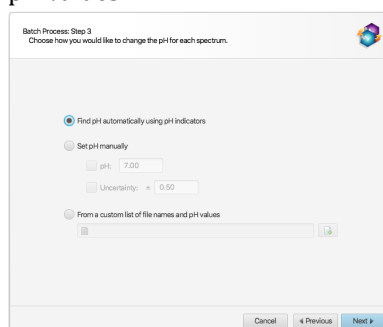 Batch Process: Step 3
Choose how you would like to change the pH for each spectrum.
Find pH automatically using pH indicators
Set pH manually
pH: 7.00
Uncertainty: ± 0.50
From a custom list of file names and pH values
Cancel Previous Next